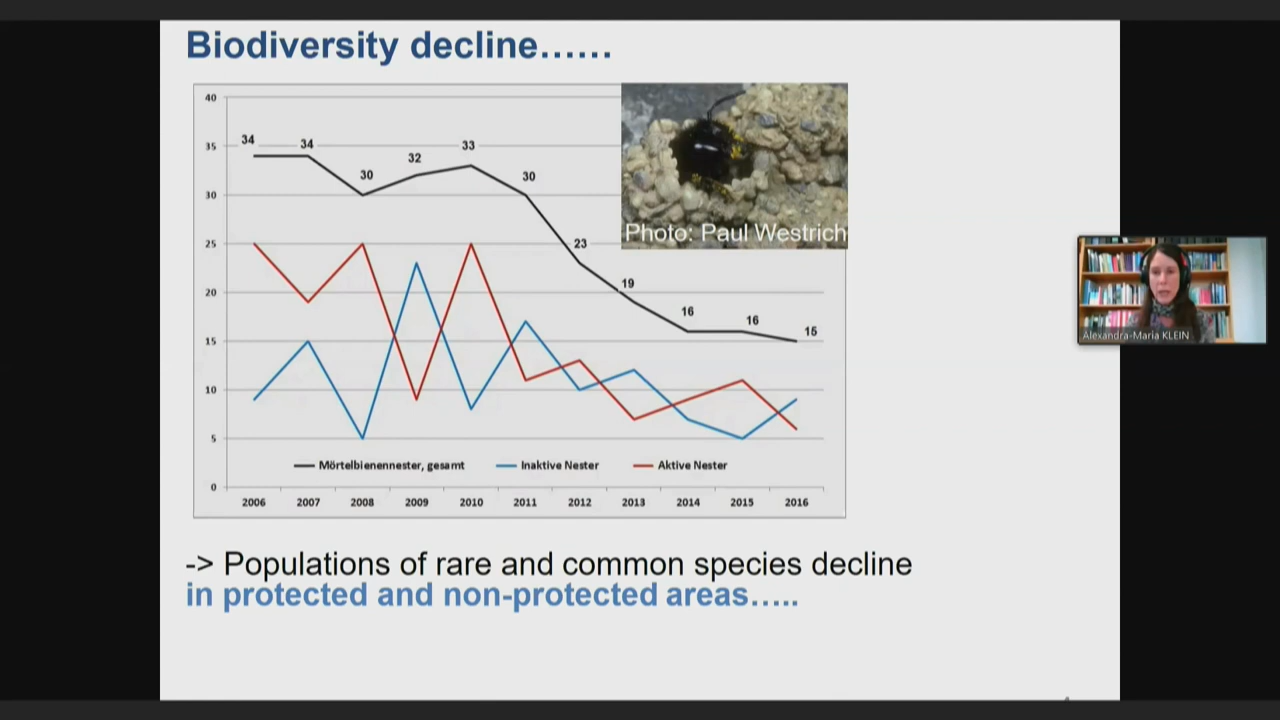 Biodiversity decline……
40
35
30
25
20
15
10
5
0
34
34
30
32
33
30
23
19
16
16
15
Photo: Paul Westrich
Mörtelbienennester, gesamt
Inaktive Nester
Aktive Nester
2006 2007 2008 2009 2010 2011 2012 2013 2014 2015 2016
-> Populations of rare and common species decline
in protected and non-protected areas…..
Alexandra-Maria KLEIN